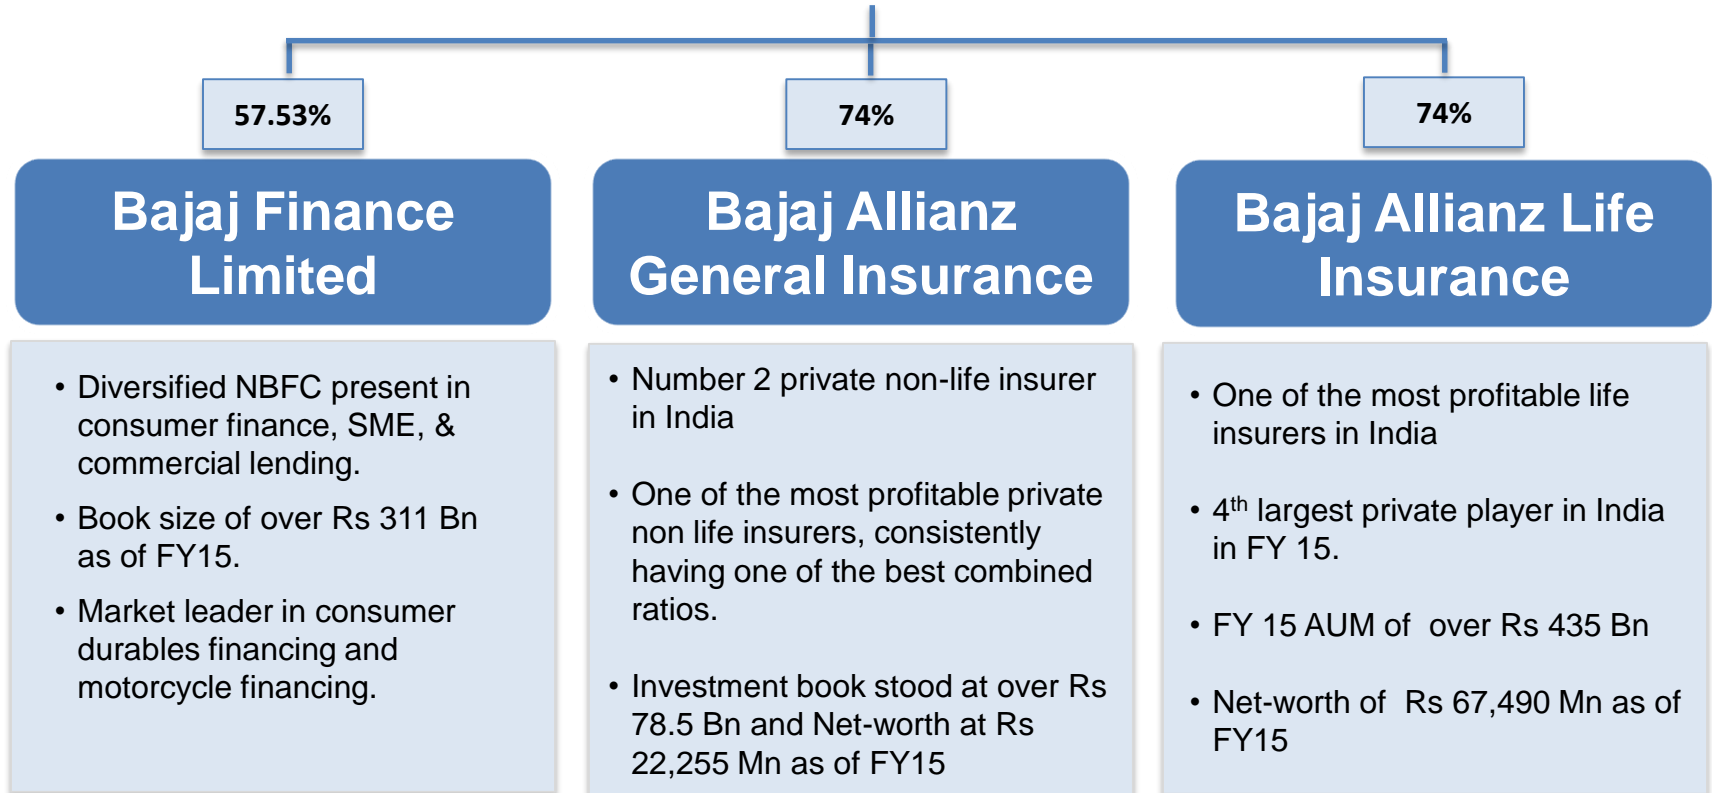 57.53%
74%
74%
Bajaj Finance
Limited
Bajaj Allianz
General Insurance
Bajaj Allianz Life
Insurance
• Diversified NBFC present in
consumer finance, SME, &
commercial lending.
• Book size of over Rs 311 Bn
as of FY15.
• Market leader in consumer
durables financing and
motorcycle financing.
• Number 2 private non-life insurer
in India
• One of the most profitable private
non life insurers, consistently
having one of the best combined
ratios.
• Investment book stood at over Rs
78.5 Bn and Net-worth at Rs
22,255 Mn as of FY15
• One of the most profitable life
insurers in India
• 4th largest private player in India
in FY 15.
• FY 15 AUM of  over Rs 435 Bn
• Net-worth of  Rs 67,490 Mn as of
FY15